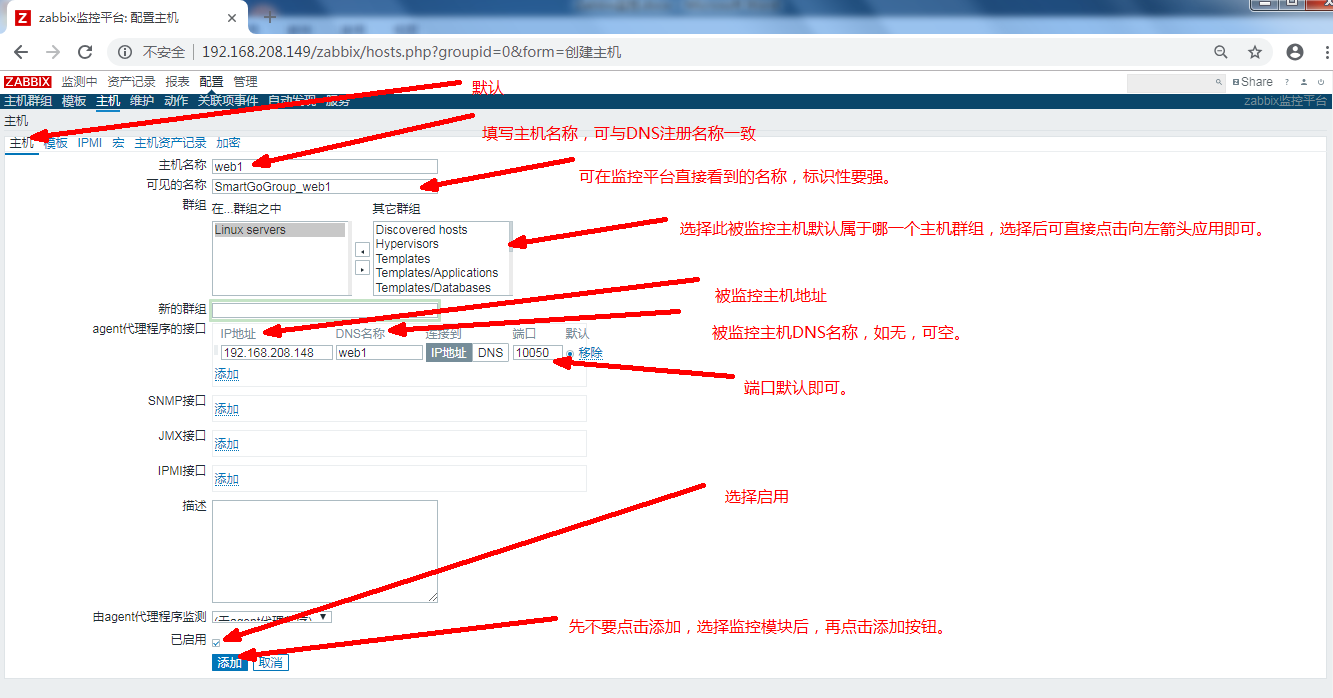 zabbix监控平台: 配置主机
不安全 192.168.208.149/zabbix/hosts.php?groupid=0&form=创建主机
ZABBIX 监测中 资产记录 报表 配置 管理 Share ?
主机群组 模板 主机 维护 动作 关联项事件 自动发现 服务 zabbix监控平台
默认
主机
填写主机名称，可与DNS注册名称一致
主机 模板 IPMI 宏 主机资产记录 加密
主机名称 web1
可在监控平台直接看到的名称，标识性要强。
可见的名称 SmartGoGroup_web1
群组 在...群组之中 其它群组
Linux servers Discovered hosts
选择此被监控主机默认属于哪一个主机群组，选择后可直接点击向左箭头应用即可。
Hypervisors
Templates
Templates/Applications
Templates/Databases
被监控主机地址
新的群组
agent代理程序的接口 IP地址 DNS名称 连接到 端口 默认
被监控主机DNS名称，如无，可空。
192.168.208.148 web1 IP地址 DNS 10050 移除
添加
端口默认即可。
SNMP接口 添加
JMX接口 添加
IPMI接口 添加
选择启用
描述
由agent代理程序监测
先不要点击添加，选择监控模块后，再点击添加按钮。
已启用
添加 取消